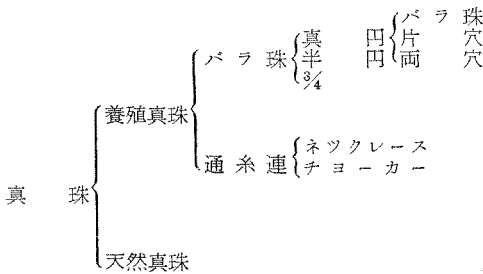 バラ珠
真円 片穴
バラ珠 半円 両穴
3/4
養殖真珠
ネツクレース
通糸連 チヨーカー
真珠
天然真珠